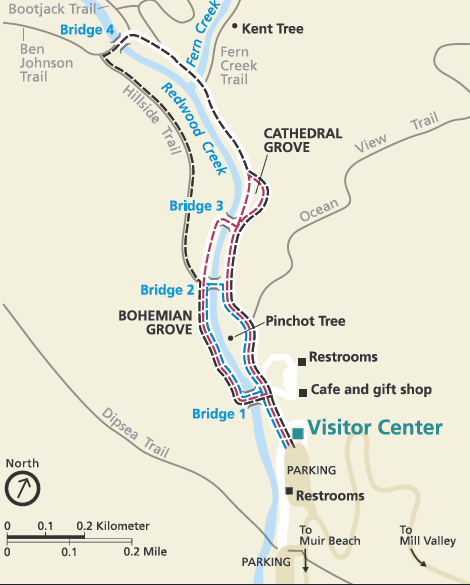 Bootjack Trail
Bridge 4
Fern Creek
Kent Tree
Ben
Johnson
Trail
Fern
Creek
Trail
Hillside Trail
Redwood Creek
CATHEDRAL
GROVE
Ocean View Trail
Bridge 3
Bridge 2
BOHEMIAN
GROVE
Pinchot Tree
Restrooms
Cafe and gift shop
Bridge 1
Visitor Center
Dipsea Trail
North
PARKING
Restrooms
0 0.1 0.2 Kilometer
0 0.1 0.2 Mile
To
Muir Beach
To
Mill Valley
PARKING